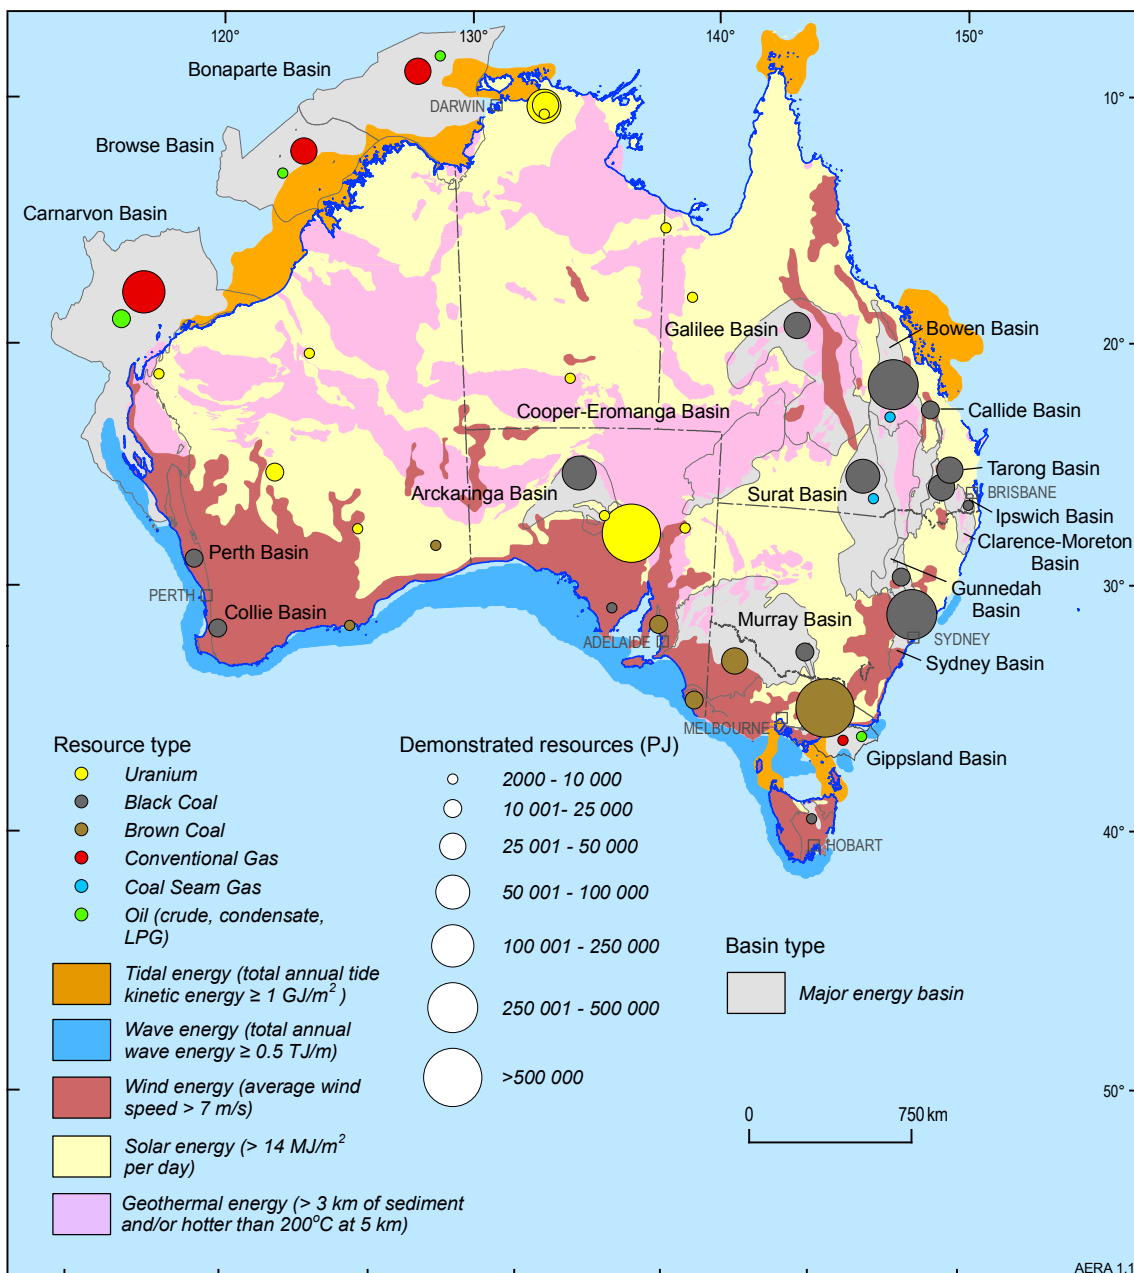 120°
130°
140°
150°
Bonaparte Basin
DARWIN
10°
Browse Basin
Carnarvon Basin
Galilee Basin
Bowen Basin
20°
Cooper-Eromanga Basin
Callide Basin
Arckaringa Basin
Surat Basin
Tarong Basin
BRISBANE
Ipswich Basin
Clarence-Moreton
Basin
Perth Basin
PERTH
Collie Basin
30°
Gunnedah
Basin
Murray Basin
ADELAIDE
SYDNEY
Sydney Basin
MELBOURNE
Gippsland Basin
40°
HOBART
50°
Resource type
Uranium
Black Coal
Brown Coal
Conventional Gas
Coal Seam Gas
Oil (crude, condensate,
LPG)
Tidal energy (total annual tide
kinetic energy ≥ 1 GJ/m² )
Wave energy (total annual
wave energy ≥ 0.5 TJ/m)
Wind energy (average wind
speed > 7 m/s)
Solar energy (> 14 MJ/m²
per day)
Geothermal energy (> 3 km of sediment
and/or hotter than 200°C at 5 km)
Demonstrated resources (PJ)
2000 - 10 000
10 001- 25 000
25 001 - 50 000
50 001 - 100 000
100 001 - 250 000
250 001 - 500 000
>500 000
Basin type
Major energy basin
0
750 km
AERA 1.1